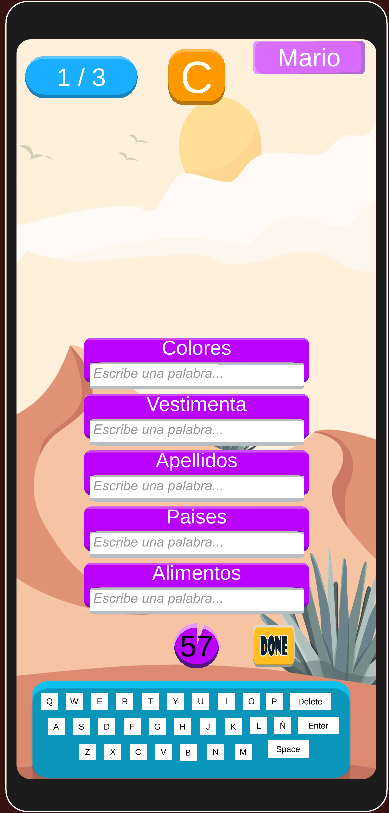 1 / 3
C
Mario
Colores
Escribe una palabra...
Vestimenta
Escribe una palabra...
Apellidos
Escribe una palabra...
Paises
Escribe una palabra...
Alimentos
Escribe una palabra...
57
DONE
Q W E R T Y U I O P Delete
A S D F G H J K L Ñ Enter
Z X C V B N M Space